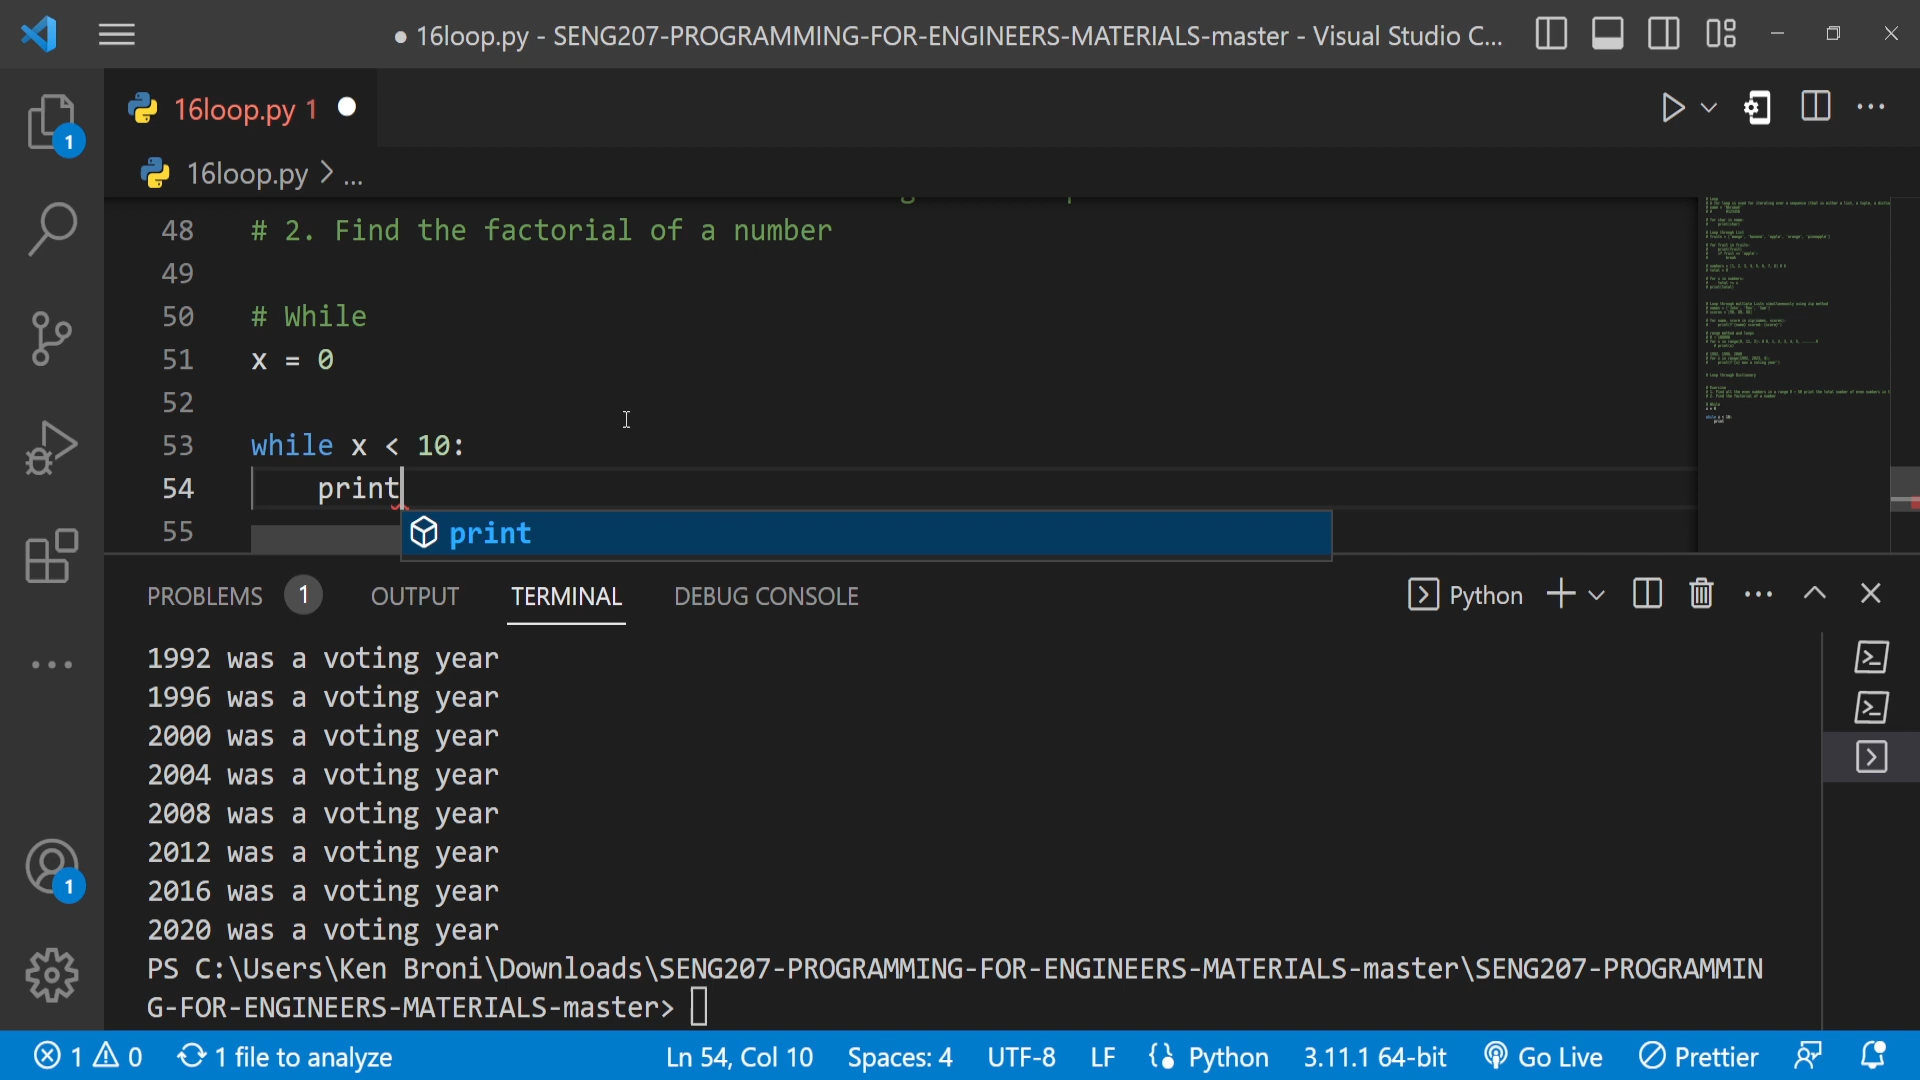 ● 16loop.py - SENG207-PROGRAMMING-FOR-ENGINEERS-MATERIALS-master - Visual Studio C...
16loop.py 1
1
16loop.py > ...
48 # 2. Find the factorial of a number
49
50 # While
51 x = 0
52
53 while x < 10:
54 print
55
print
PROBLEMS 1 OUTPUT TERMINAL DEBUG CONSOLE Python
1992 was a voting year
1996 was a voting year
2000 was a voting year
2004 was a voting year
2008 was a voting year
2012 was a voting year
2016 was a voting year
2020 was a voting year
PS C:\Users\Ken Broni\Downloads\SENG207-PROGRAMMING-FOR-ENGINEERS-MATERIALS-master\SENG207-PROGRAMMIN
G-FOR-ENGINEERS-MATERIALS-master>
1
1 0 1 file to analyze Ln 54, Col 10 Spaces: 4 UTF-8 LF Python 3.11.1 64-bit Go Live Prettier